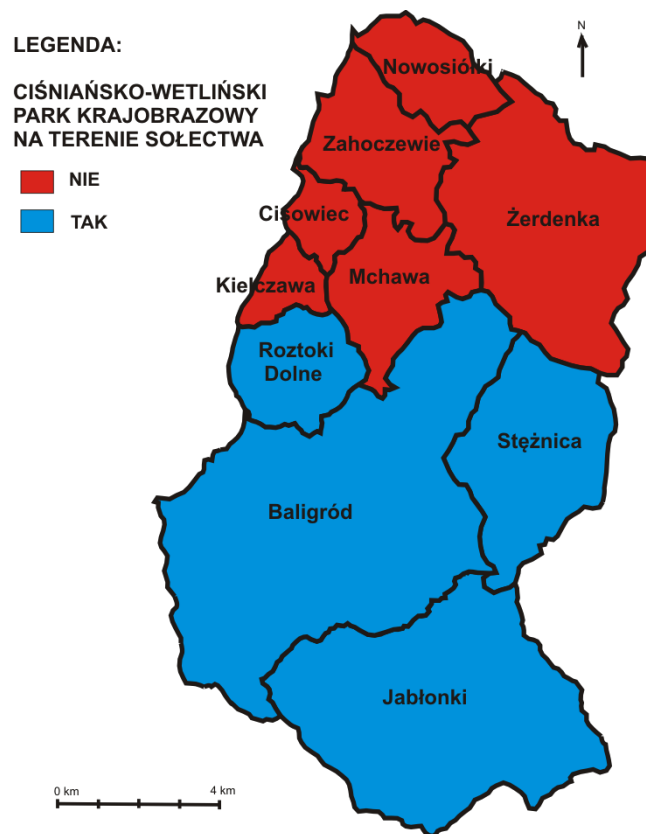 LEGENDA:
CIŚNIAŃSKO-WETLIŃSKI
PARK KRAJOBRAZOWY
NA TERENIE SOŁECTWA
NIE
TAK
N
Nowosiółki
Zahoczewie
Cisowiec
Żerdenka
Kiełczawa
Mchawa
Roztoki
Dolne
Stężnica
Baligród
Jabłonki
0 km
4 km